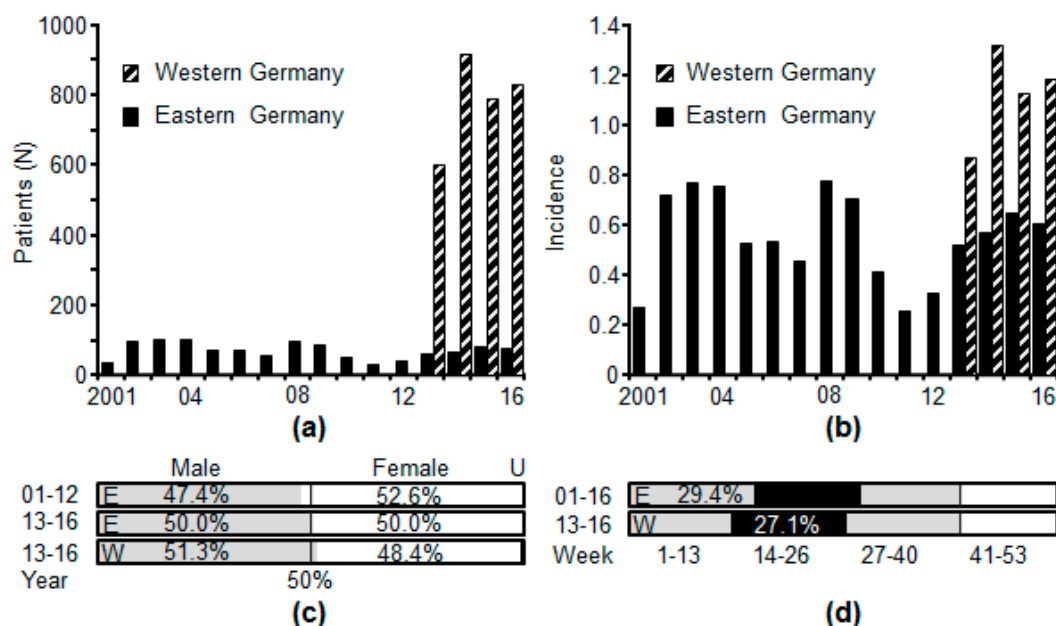 1000
800
600
400
200
0
Patients (N)
Western Germany
Eastern Germany
2001 04 08 12 16
(a)
1.4
1.2
1.0
0.8
0.6
0.4
0.2
0
Incidence
Western Germany
Eastern Germany
2001 04 08 12 16
(b)
Male Female U
01-12 E 47.4% 52.6%
13-16 E 50.0% 50.0%
13-16 W 51.3% 48.4%
Year 50%
(c)
01-16 E 29.4%
13-16 W 27.1%
Week 1-13 14-26 27-40 41-53
(d)